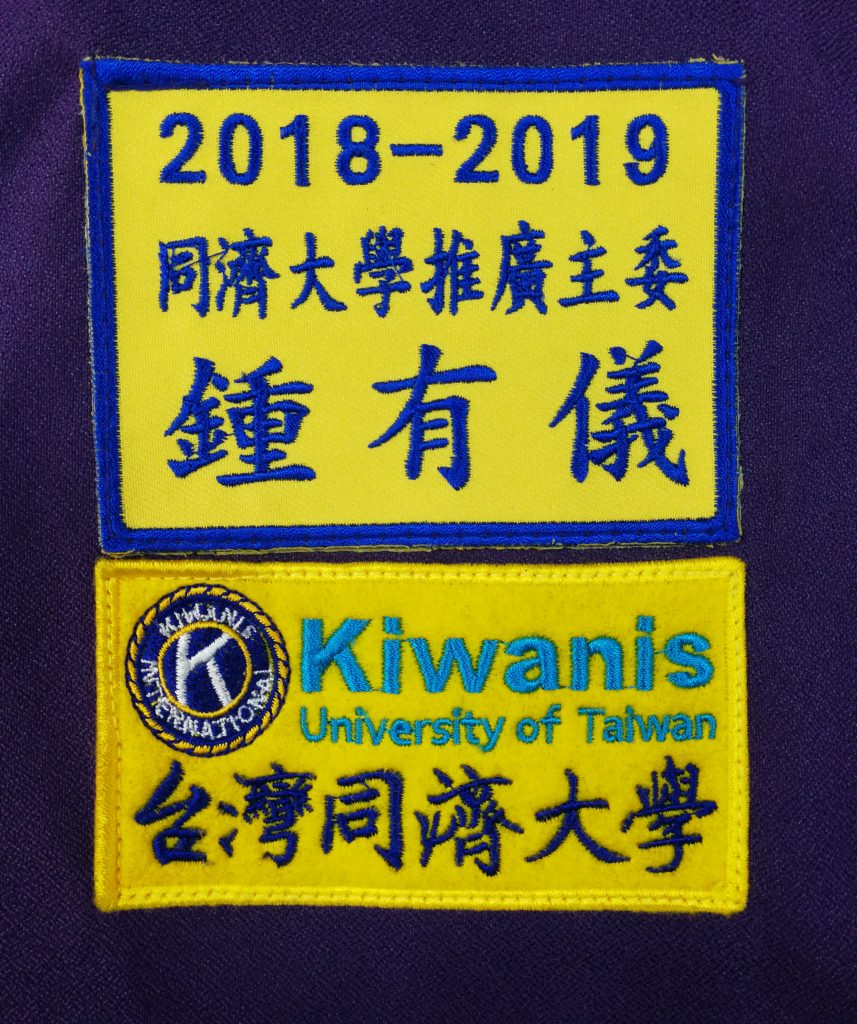 2018-2019
同濟大學推廣主委
鍾有儀
KIWANIS INTERNATIONAL
K
Kiwanis
University of Taiwan
台灣同濟大學